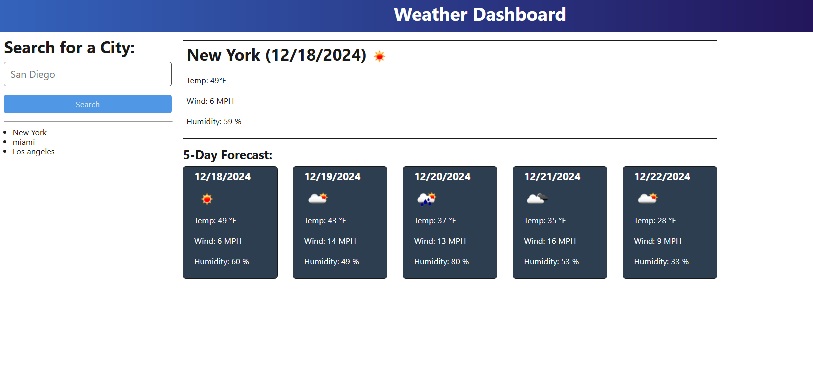 Weather Dashboard
Search for a City:
San Diego
Search
New York
miami
Los angeles
New York (12/18/2024)
Temp: 49°F
Wind: 6 MPH
Humidity: 59 %
5-Day Forecast:
12/18/2024
Temp: 49 °F
Wind: 6 MPH
Humidity: 60 %
12/19/2024
Temp: 43 °F
Wind: 14 MPH
Humidity: 49 %
12/20/2024
Temp: 37 °F
Wind: 13 MPH
Humidity: 80 %
12/21/2024
Temp: 35 °F
Wind: 16 MPH
Humidity: 53 %
12/22/2024
Temp: 28 °F
Wind: 9 MPH
Humidity: 33 %